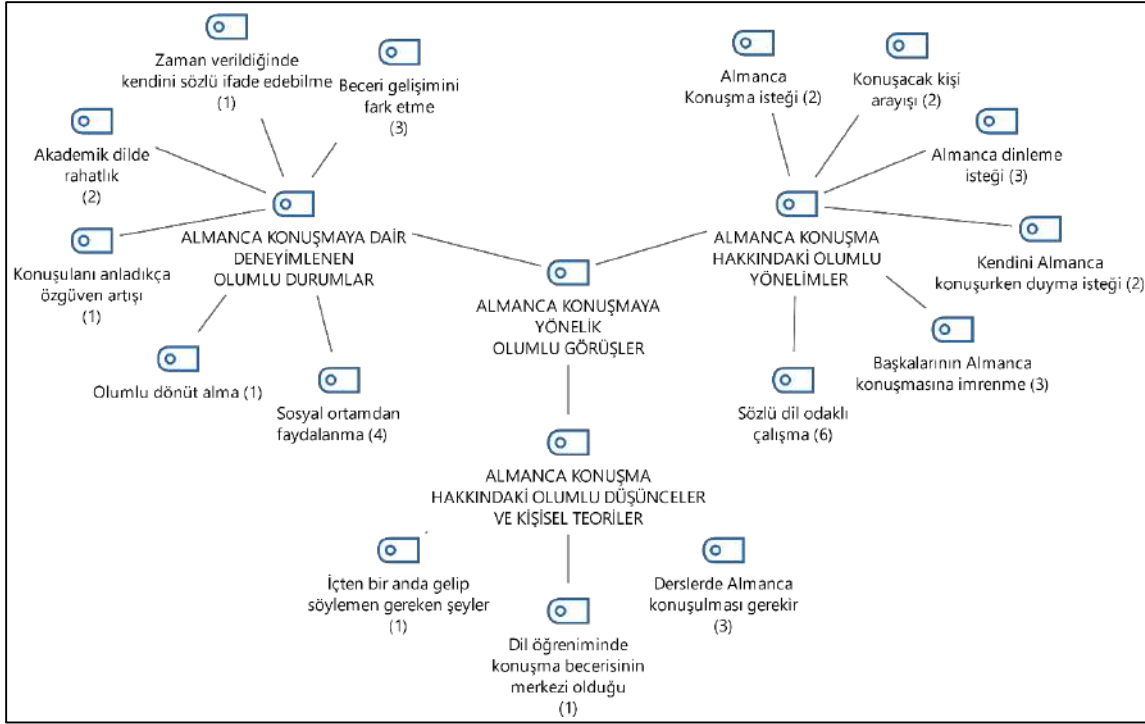 Zaman verildiğinde
kendini sözlü ifade edebilme
(1)
Beceri gelişimini
fark etme
(3)
Akademik dilde
rahatlık
(2)
Konuşulanı anladıkça
özgüven artışı
(1)
ALMANCA KONUŞMAYA DAİR
DENEYİMLENEN
OLUMLU DURUMLAR
Olumlu dönüt alma (1)
Sosyal ortamdan
faydalanma (4)
Almanca
Konuşma isteği (2)
Konuşacak kişi
arayışı (2)
Almanca dinleme
isteği (3)
ALMANCA KONUŞMA
HAKKINDAKİ OLUMLU
YÖNELİMLER
Kendini Almanca
konuşurken duyma isteği (2)
Başkalarının Almanca
konuşmasına imrenme (3)
Sözlü dil odaklı
çalışma (6)
ALMANCA KONUŞMAYA
YÖNELİK
OLUMLU GÖRÜŞLER
ALMANCA KONUŞMA
HAKKINDAKİ OLUMLU DÜŞÜNCELER
VE KİŞİSEL TEORİLER
İçten bir anda gelip
söylemen gereken şeyler
(1)
Dil öğreniminde
konuşma becerisinin
merkezi olduğu
(1)
Derslerde Almanca
konuşulması gerekir
(3)